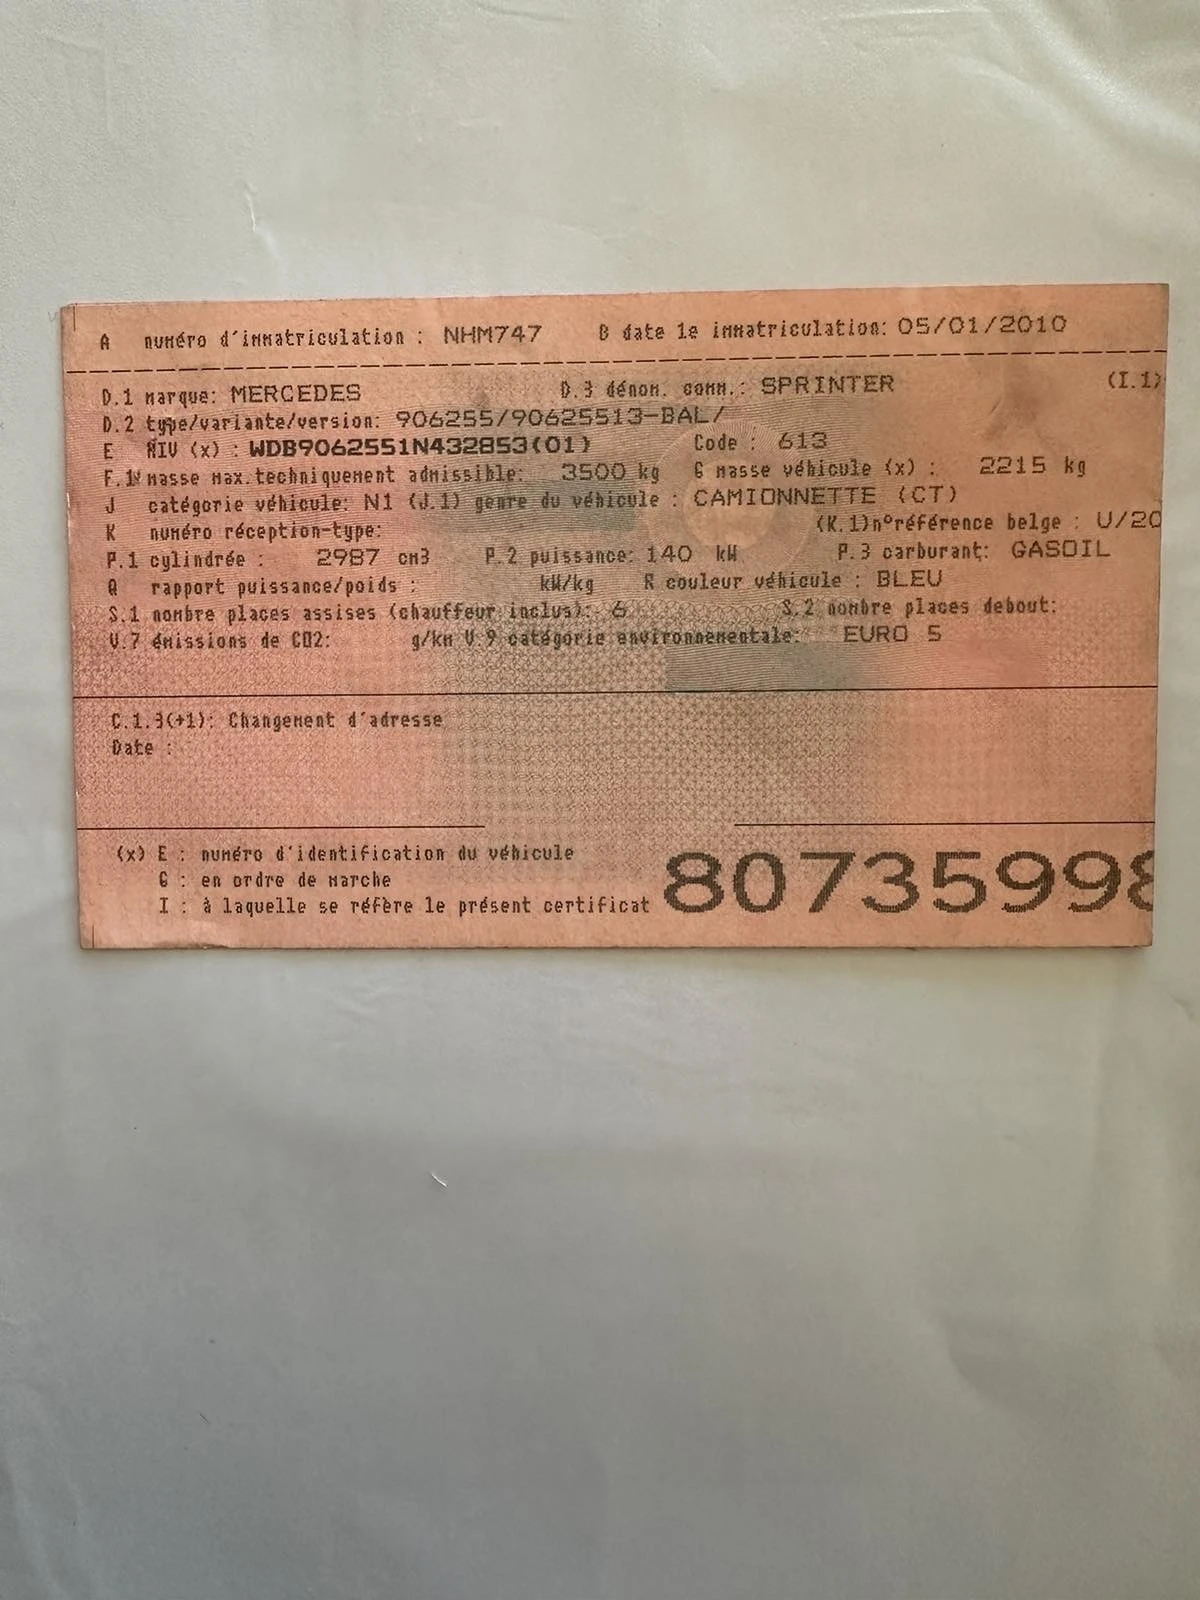 A numéro d'immatriculation : NHM747 B date 1e immatriculation: 05/01/2010
D.1 marque: MERCEDES D.3 dénom. comm.: SPRINTER (I.1)
D.2 type/variante/version: 906255/90625513-BAL/
E NIV (x) : WDB9062551N432853(01) Code : 613
F.1 masse max.techniquement admissible: 3500 kg G masse véhicule (x) : 2215 kg
J catégorie véhicule: N1 (J.1) genre du véhicule : CAMIONNETTE (CT)
K numéro réception-type: (K.1)n°référence belge : U/20
P.1 cylindrée : 2987 cm3 P.2 puissance: 140 kW P.3 carburant: GASOIL
Q rapport puissance/poids : kW/kg R couleur véhicule : BLEU
S.1 nombre places assises (chauffeur inclus): 6 S.2 nombre places debout:
V.7 émissions de CO2: g/km V.9 catégorie environnementale: EURO 5
C.1.3(+1): Changement d'adresse
Date :
(x) E : numéro d'identification du véhicule
G : en ordre de marche
I : à laquelle se réfère le présent certificat 80735998